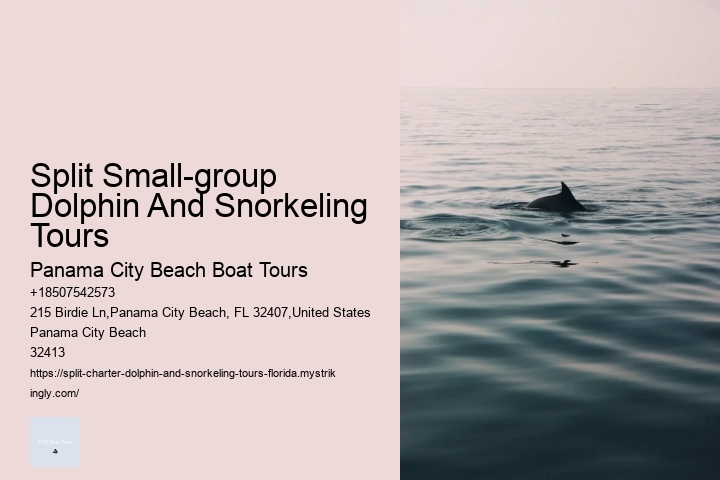 Split Small-group
Dolphin And Snorkeling
Tours
Panama City Beach Boat Tours
+18507542573
215 Birdie Ln,Panama City Beach, FL 32407,United States
Panama City Beach
32413
https://split-charter-dolphin-and-snorkeling-tours-florida.mystrik
ingly.com/